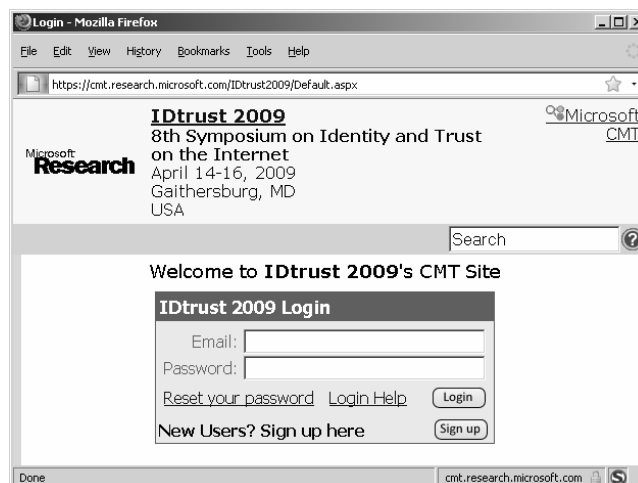 Login - Mozilla Firefox
File Edit View History Bookmarks Tools Help
https://cmt.research.microsoft.com/IDtrust2009/Default.aspx
Microsoft
Research
IDtrust 2009
8th Symposium on Identity and Trust
on the Internet
April 14-16, 2009
Gaithersburg, MD
USA
Microsoft
CMT
Search
Welcome to IDtrust 2009's CMT Site
IDtrust 2009 Login
Email:
Password:
Reset your password Login Help Login
New Users? Sign up here Sign up
Done cmt.research.microsoft.com